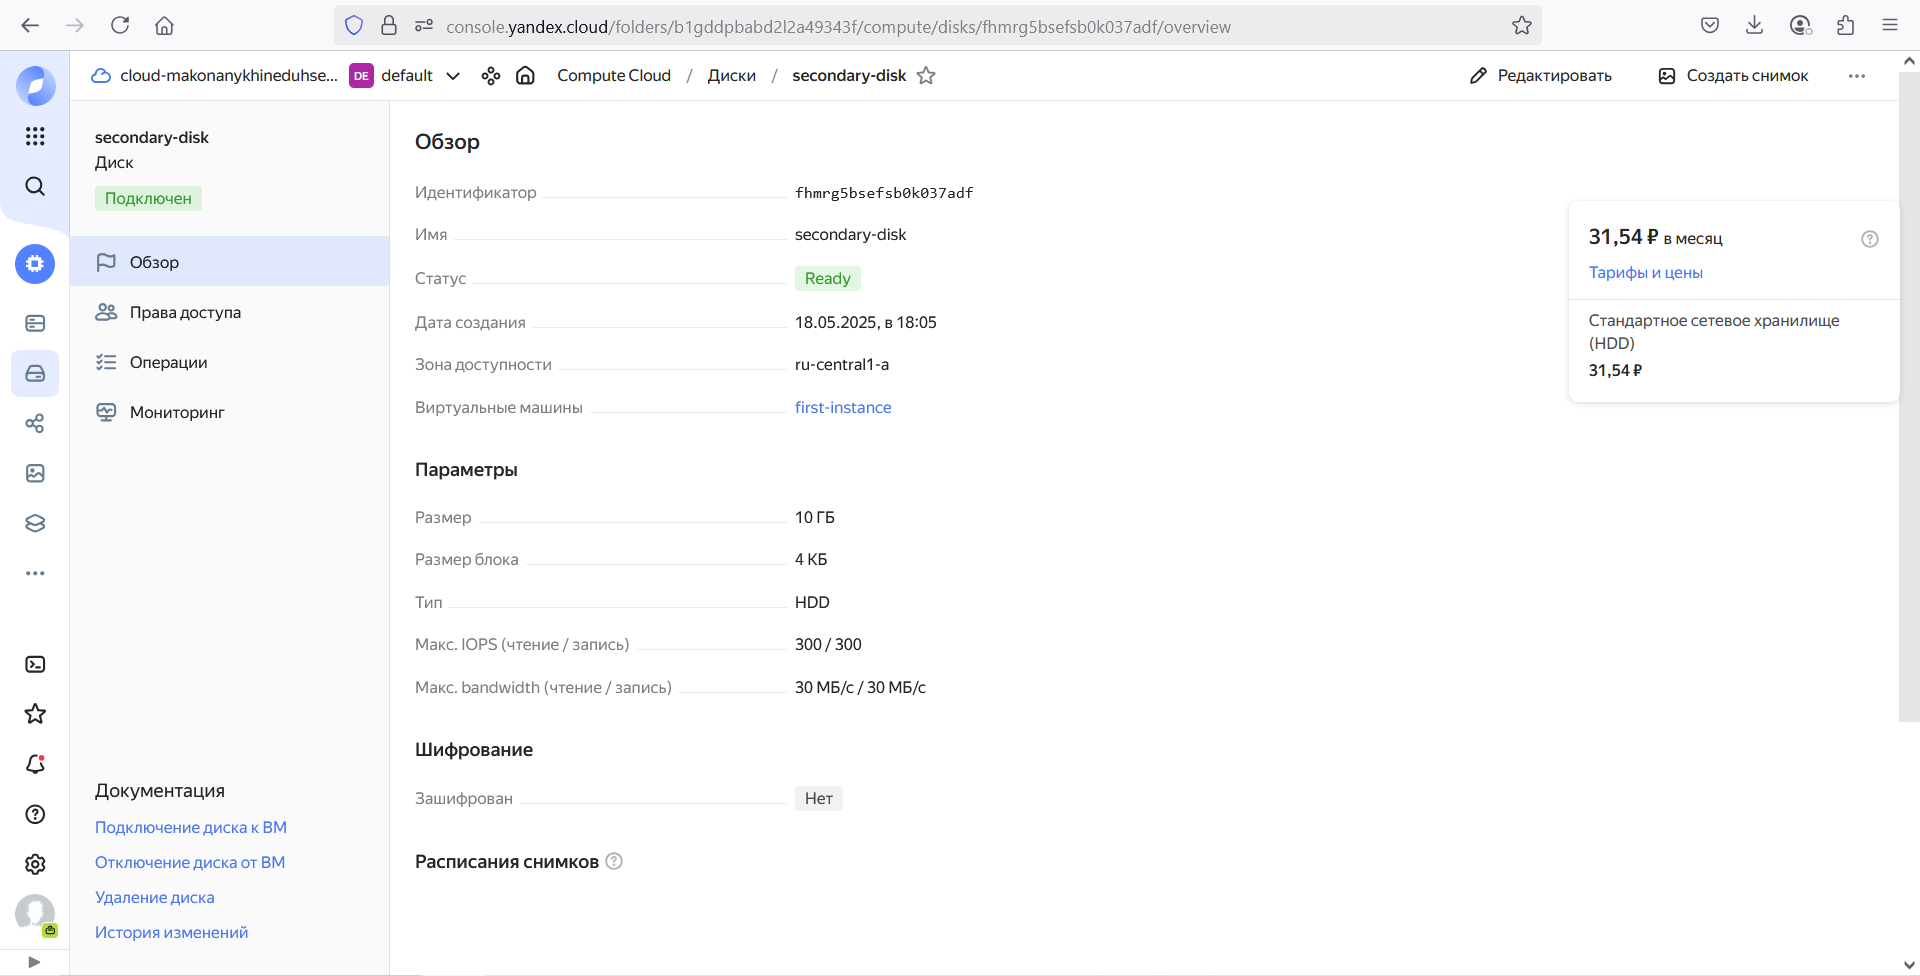 console.yandex.cloud/folders/b1gddpbabd2l2a49343f/compute/disks/fhmrg5bsefsb0k037adf/overview
cloud-makonanykhineduhse... DE default Compute Cloud / Диски / secondary-disk Редактировать Создать снимок
secondary-disk
Диск
Подключен
Обзор
Права доступа
Операции
Мониторинг
Документация
Подключение диска к ВМ
Отключение диска от ВМ
Удаление диска
История изменений
Обзор
Идентификатор fhmrg5bsefsb0k037adf
Имя secondary-disk
Статус Ready
Дата создания 18.05.2025, в 18:05
Зона доступности ru-central1-a
Виртуальные машины first-instance
Параметры
Размер 10 ГБ
Размер блока 4 КБ
Тип HDD
Макс. IOPS (чтение / запись) 300 / 300
Макс. bandwidth (чтение / запись) 30 МБ/с / 30 МБ/с
Шифрование
Зашифрован Нет
Расписания снимков
31,54 ₽ в месяц
Тарифы и цены
Стандартное сетевое хранилище
(HDD)
31,54 ₽